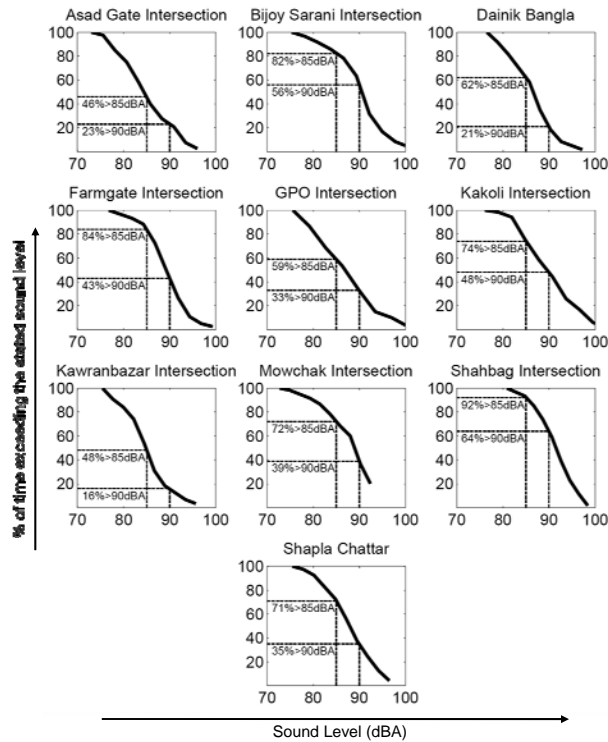 Asad Gate Intersection
100
80
60
40
20
46%>85dBA
23%>90dBA
70 80 90 100
Bijoy Sarani Intersection
100
80
60
40
20
82%>85dBA
56%>90dBA
70 80 90 100
Dainik Bangla
100
80
60
40
20
62%>85dBA
21%>90dBA
70 80 90 100
Farmgate Intersection
100
80
60
40
20
84%>85dBA
43%>90dBA
70 80 90 100
GPO Intersection
100
80
60
40
20
59%>85dBA
33%>90dBA
70 80 90 100
Kakoli Intersection
100
80
60
40
20
74%>85dBA
48%>90dBA
70 80 90 100
Kawranbazar Intersection
100
80
60
40
20
48%>85dBA
16%>90dBA
70 80 90 100
Mowchak Intersection
100
80
60
40
20
72%>85dBA
39%>90dBA
70 80 90 100
Shahbag Intersection
100
80
60
40
20
92%>85dBA
64%>90dBA
70 80 90 100
Shapla Chattar
100
80
60
40
20
71%>85dBA
35%>90dBA
70 80 90 100
% of time exceeding the stated sound level
Sound Level (dBA)